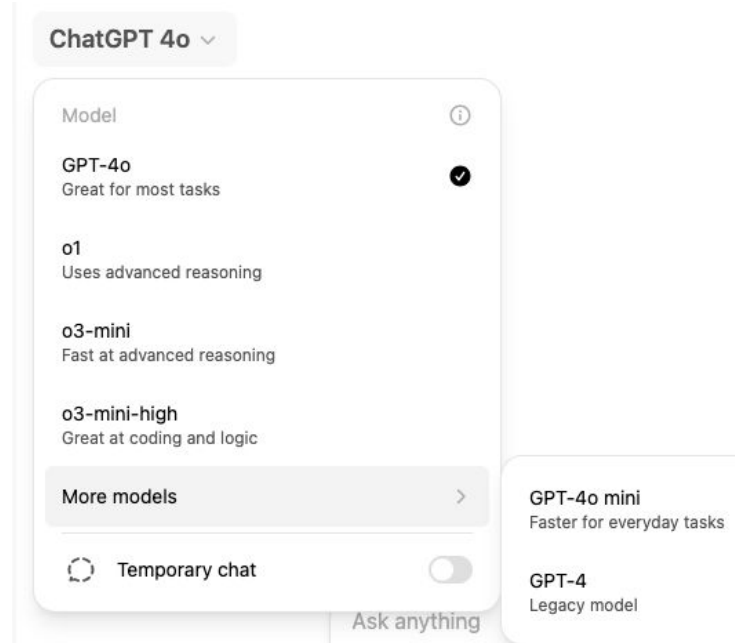 ChatGPT 4o
Model
GPT-4o
Great for most tasks
o1
Uses advanced reasoning
o3-mini
Fast at advanced reasoning
o3-mini-high
Great at coding and logic
More models
GPT-4o mini
Faster for everyday tasks
GPT-4
Legacy model
Temporary chat
Ask anything